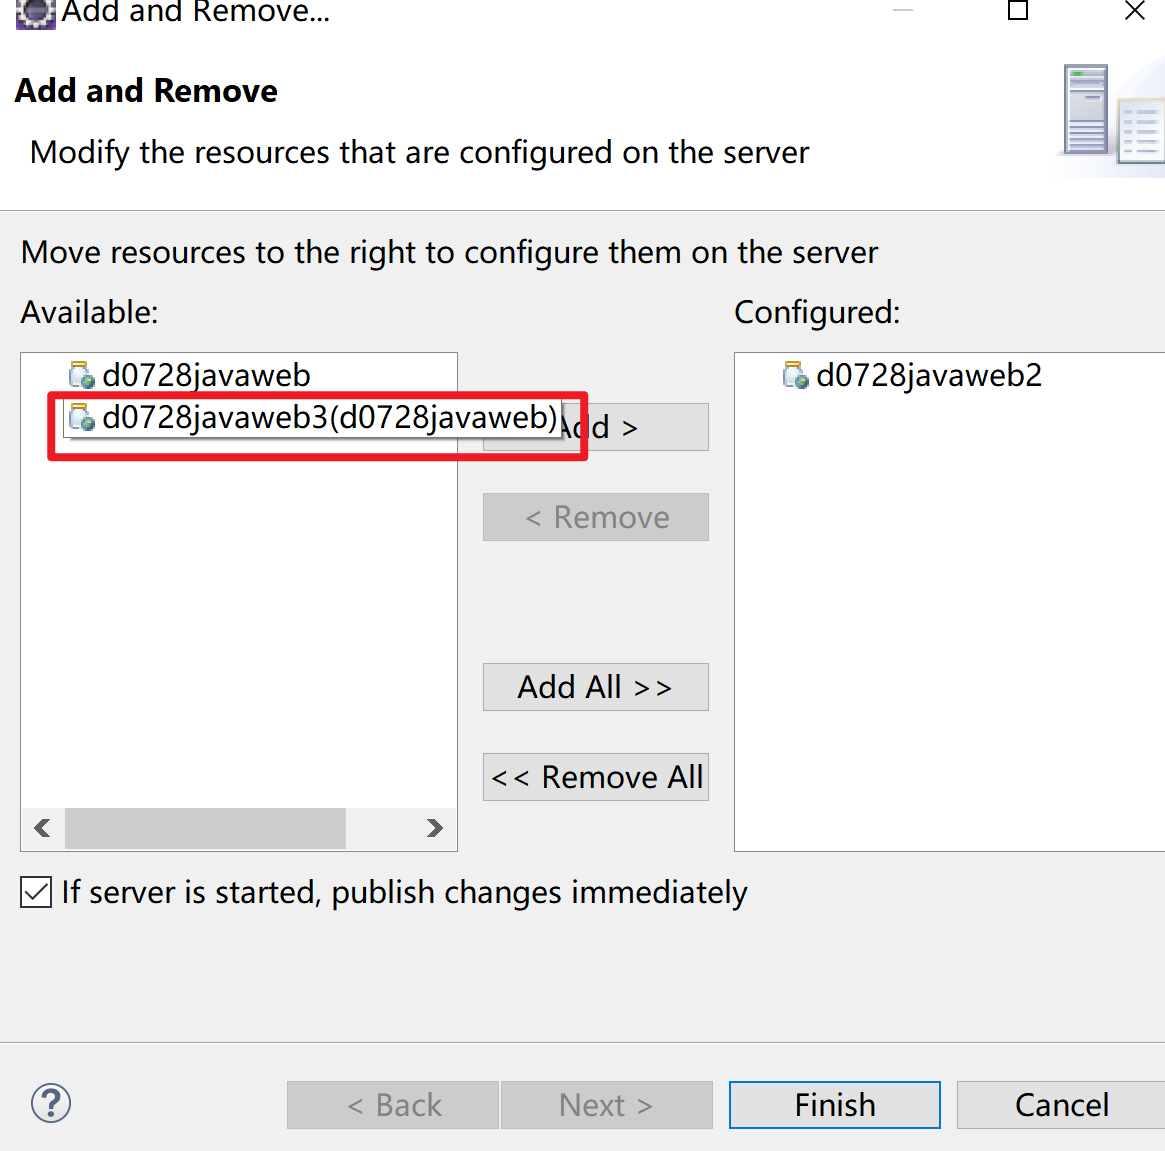 Add and Remove...
Add and Remove
Modify the resources that are configured on the server
Move resources to the right to configure them on the server
Available:
Configured:
d0728javaweb
d0728javaweb2
d0728javaweb3(d0728javaweb)
Add >
< Remove
Add All >>
<< Remove All
If server is started, publish changes immediately
?
< Back
Next >
Finish
Cancel